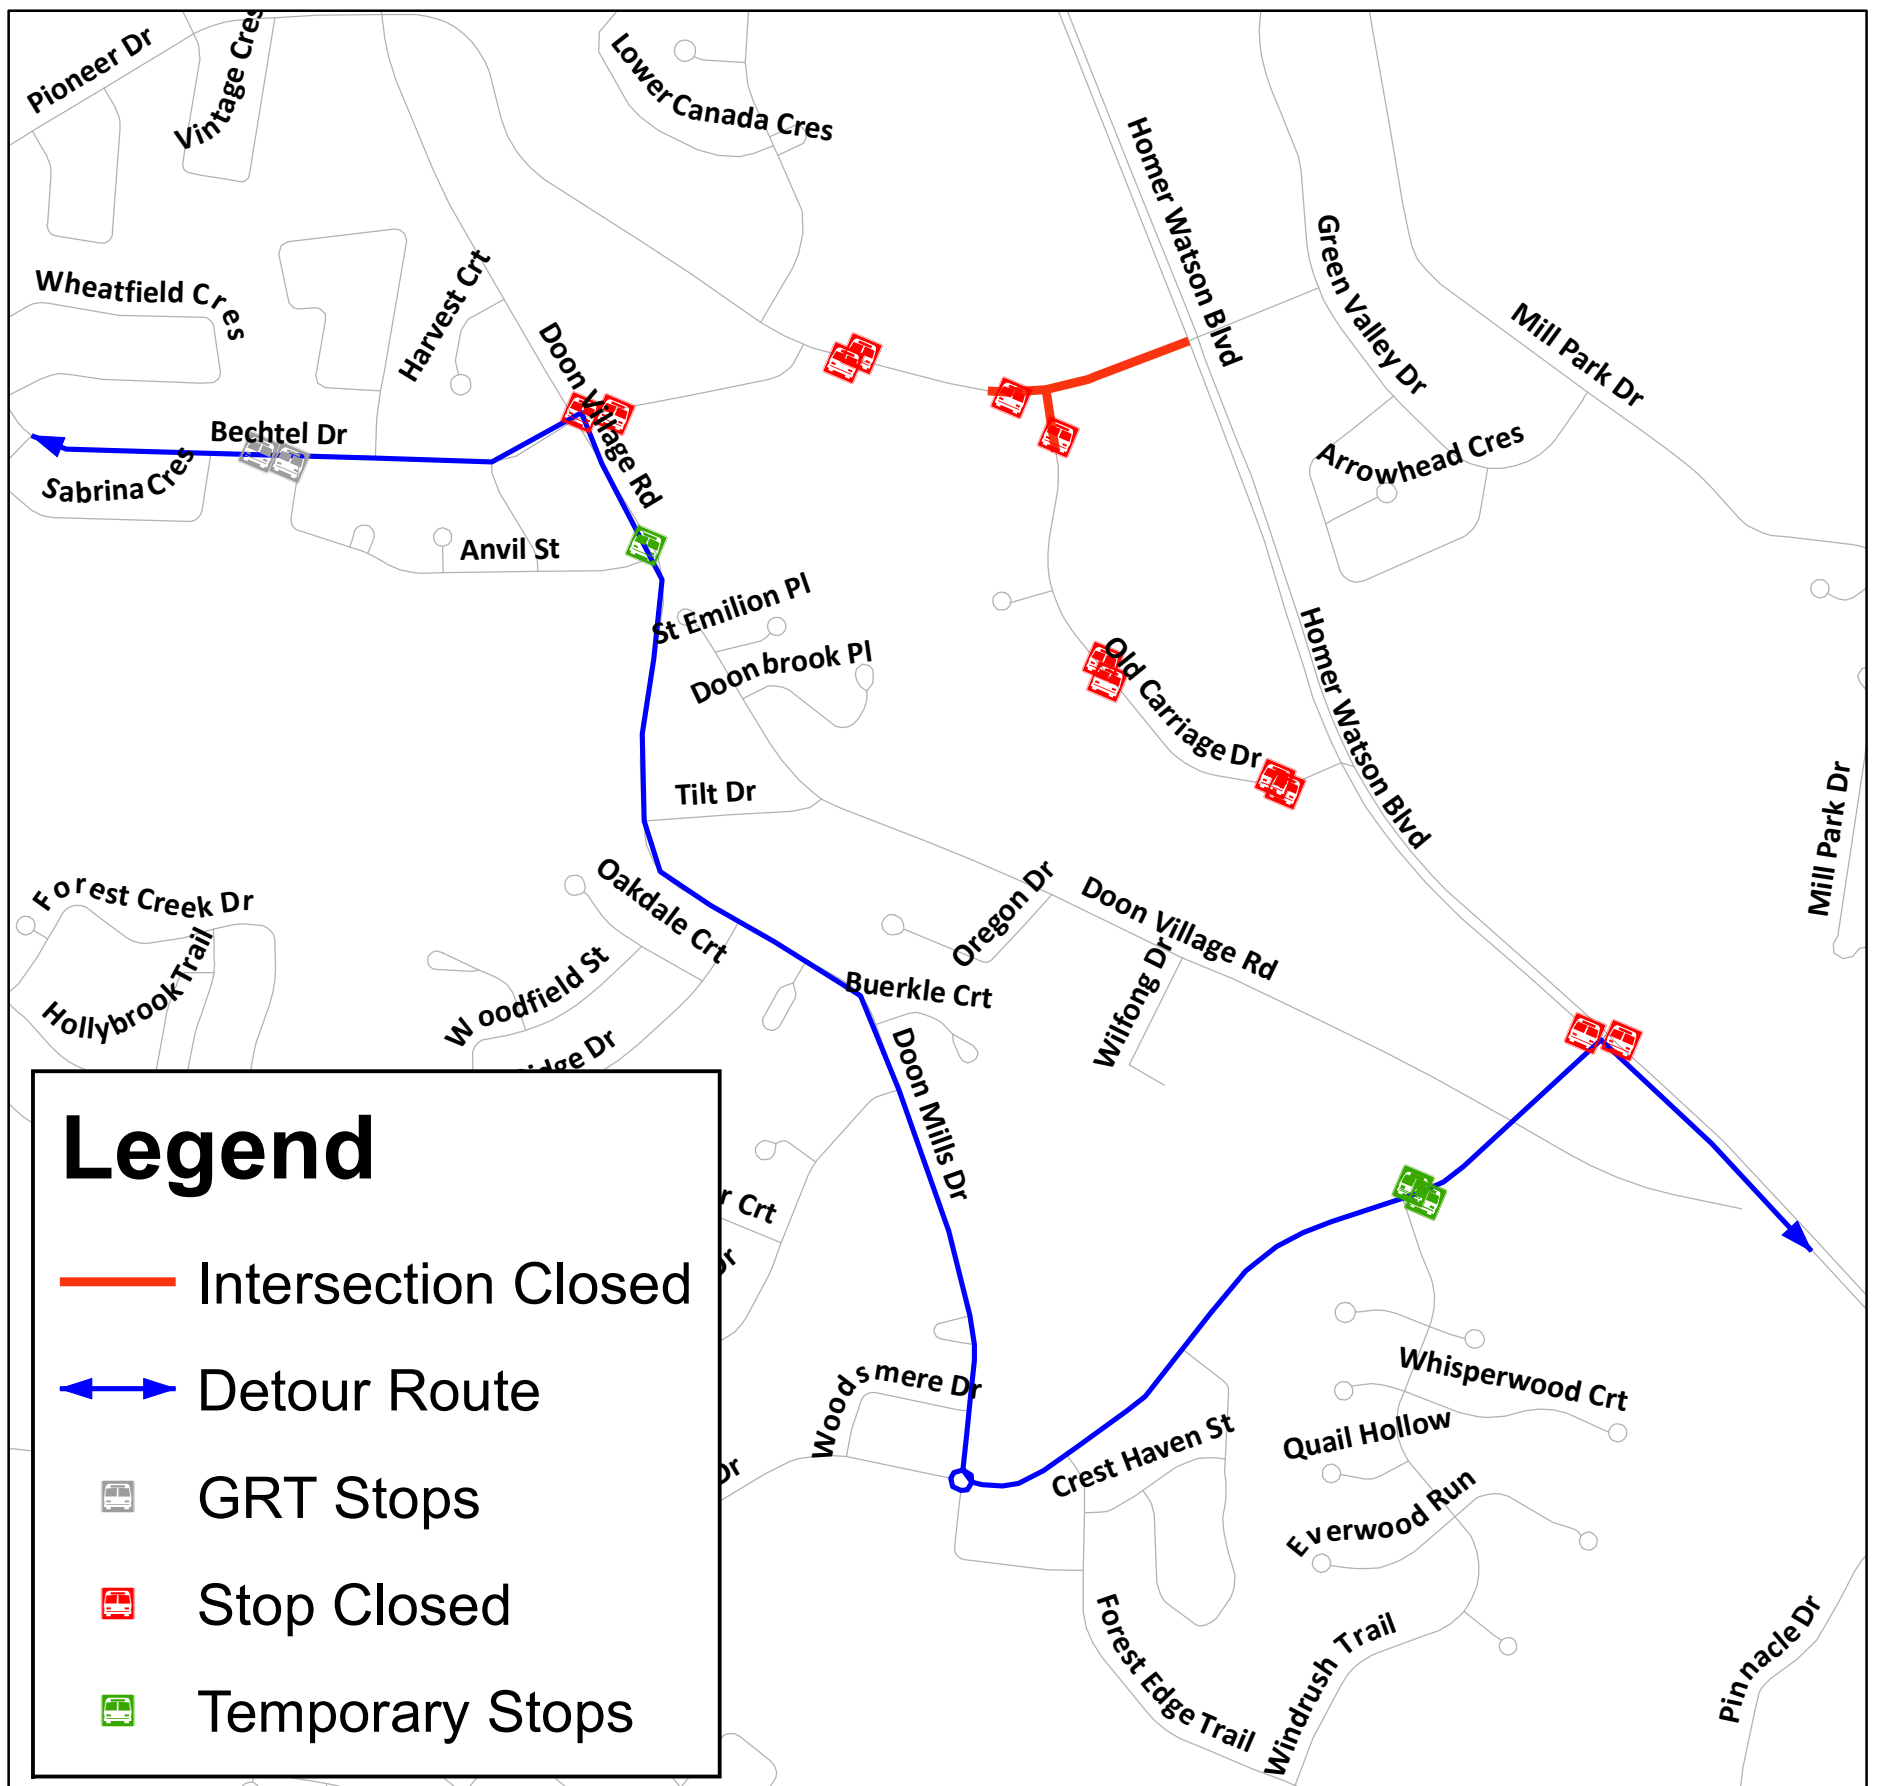 Pioneer Dr
Vintage Cres
Lower Canada Cres
Homer Watson Blvd
Green Valley Dr
Mill Park Dr
Wheatfield Cres
Harvest Crt
Doon Village Rd
Bechtel Dr
Sabrina Cres
Arrowhead Cres
Anvil St
St Emilion Pl
Doonbrook Pl
Old Carriage Dr
Homer Watson Blvd
Tilt Dr
Mill Park Dr
Forest Creek Dr
Oakdale Crt
Oregon Dr
Doon Village Rd
Hollybrook Trail
Woodfield St
Buerkle Crt
Wilfong Dr
idge Dr
Doon Mills Dr
r Crt
Dr
Woodsmere Dr
Whisperwood Crt
Quail Hollow
Crest Haven St
Dr
Everwood Run
Forest Edge Trail
Windrush Trail
Pinnacle Dr
Legend
Intersection Closed
Detour Route
GRT Stops
Stop Closed
Temporary Stops